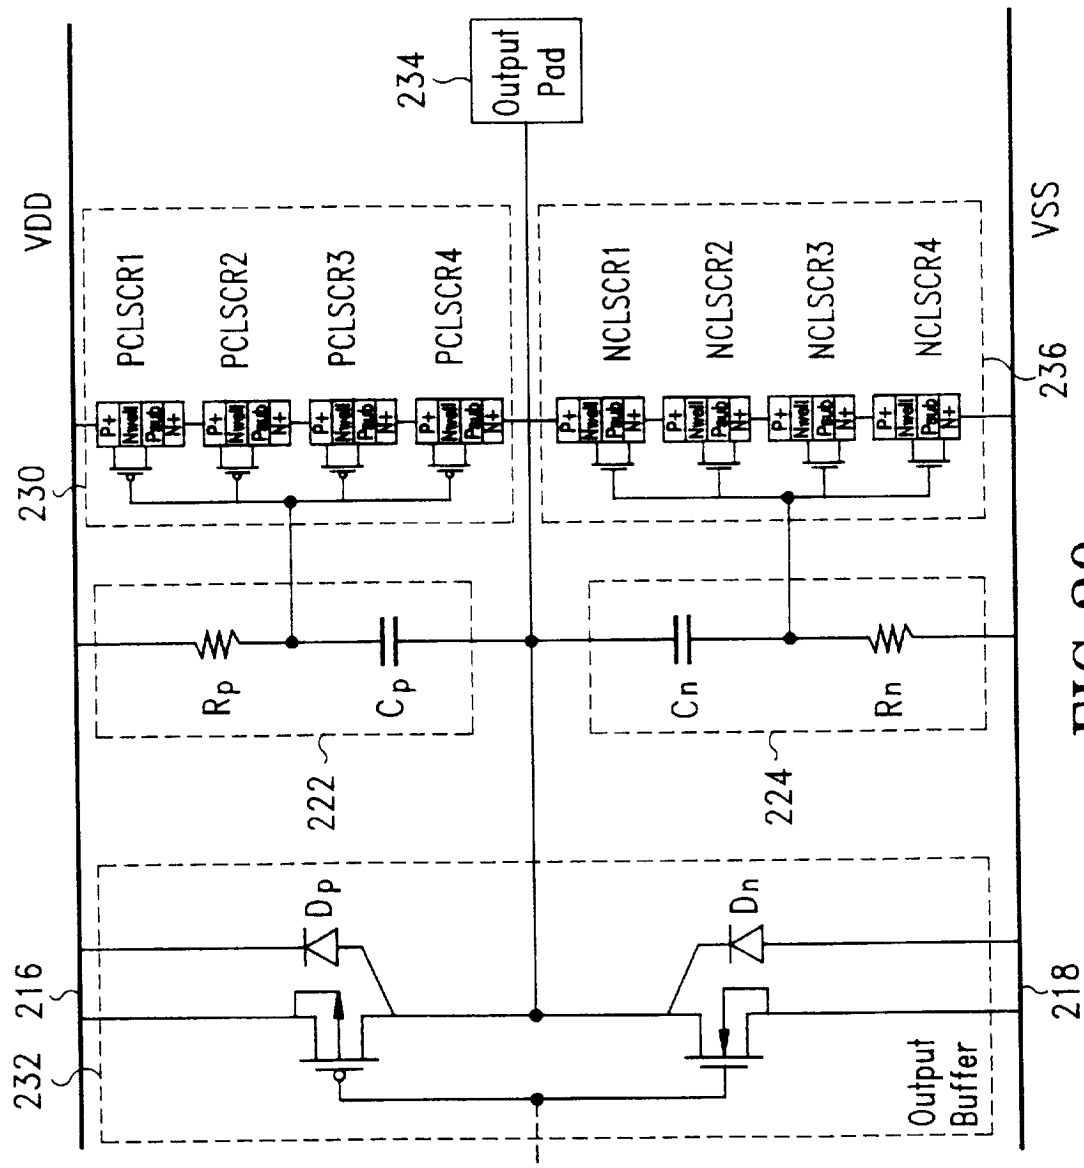 VDD
VSS
234
Output
Pad
230
PCLSCR1
PCLSCR2
PCLSCR3
PCLSCR4
P+
Nwell
Psub
N+
P+
Nwell
Psub
N+
P+
Nwell
Psub
N+
P+
Nwell
Psub
N+
236
NCLSCR1
NCLSCR2
NCLSCR3
NCLSCR4
P+
Nwell
Psub
N+
P+
Nwell
Psub
N+
P+
Nwell
Psub
N+
P+
Nwell
Psub
N+
Rp
Cp
222
Cn
Rn
224
232
216
Dp
Dn
218
Output
Buffer
FIG.